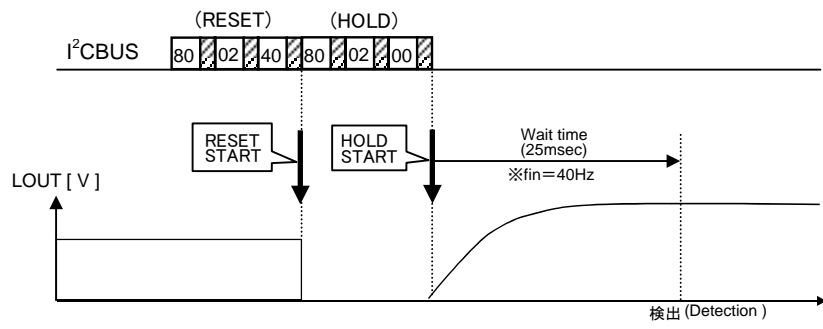 (RESET) (HOLD)
I²CBUS 80 02 40 80 02 00
RESET START
HOLD START
Wait time
(25msec)
※fin＝40Hz
LOUT [ V ]
検出 (Detection )